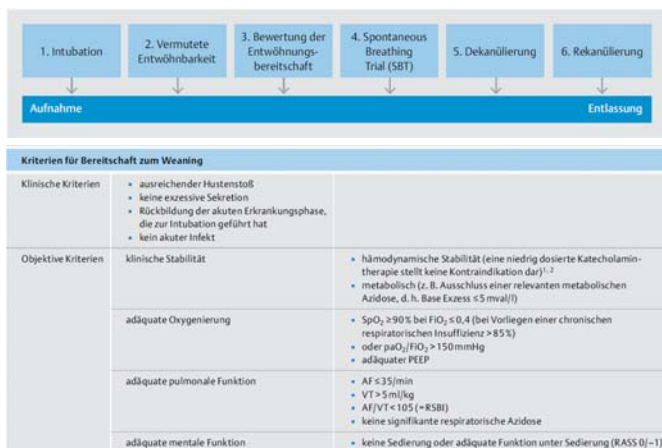 1. Intubation
2. Vermutete
Entwöhnbarkeit
3. Bewertung der
Entwöhnungs-
bereitschaft
4. Spontaneous
Breathing
Trial (SBT)
5. Dekanülierung
6. Rekanülierung
Aufnahme
Entlassung
Kriterien für Bereitschaft zum Weaning
Klinische Kriterien
• ausreichender Hustenstoß
• keine exzessive Sekretion
• Rückbildung der akuten Erkrankungsphase,
die zur Intubation geführt hat
• kein akuter Infekt
Objektive Kriterien
klinische Stabilität
• hämodynamische Stabilität (eine niedrig dosierte Katecholamin-
therapie stellt keine Kontraindikation dar)1, 2
• metabolisch (z. B. Ausschluss einer relevanten metabolischen
Azidose, d. h. Base Exzess ≤5 mval/l)
adäquate Oxygenierung
• SpO2 ≥90% bei FiO2 ≤0,4 (bei Vorliegen einer chronischen
respiratorischen Insuffizienz >85%)
• oder paO2/FiO2 >150mmHg
• adäquater PEEP
adäquate pulmonale Funktion
• AF≤35/min
• VT>5ml/kg
• AF/VT<105 (=RSBI)
• keine signifikante respiratorische Azidose
adäquate mentale Funktion
• keine Sedierung oder adäquate Funktion unter Sedierung (RASS 0/−1)